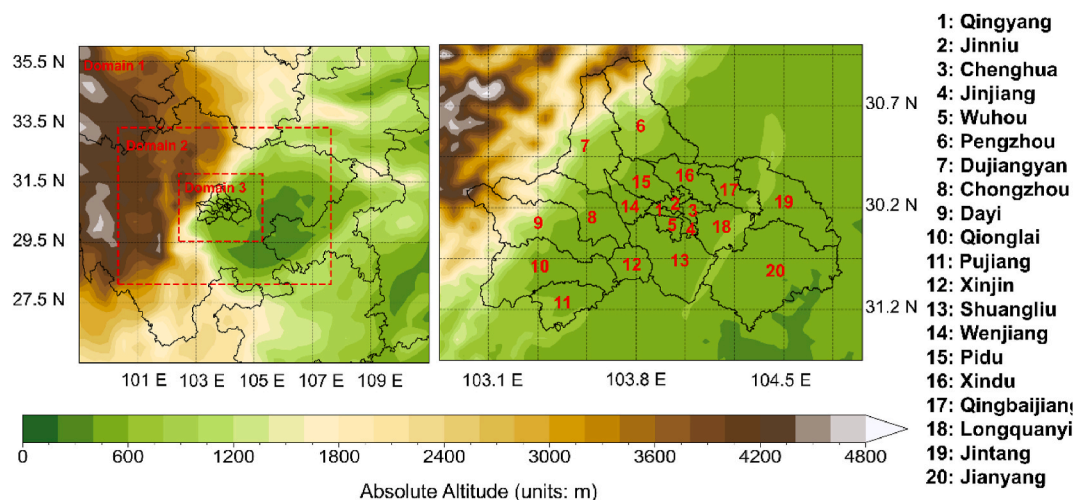 35.5 N
33.5 N
31.5 N
29.5 N
27.5 N
101 E
103 E
105 E
107 E
109 E
Domain 1
Domain 2
Domain 3
6
7
16
15
17
2
14
1
3
19
8
9
5
4
18
13
12
10
20
11
30.7 N
30.2 N
31.2 N
103.1 E
103.8 E
104.5 E
1: Qingyang
2: Jinniu
3: Chenghua
4: Jinjiang
5: Wuhou
6: Pengzhou
7: Dujiangyan
8: Chongzhou
9: Dayi
10: Qionglai
11: Pujiang
12: Xinjin
13: Shuangliu
14: Wenjiang
15: Pidu
16: Xindu
17: Qingbaijiang
18: Longquanyi
19: Jintang
20: Jianyang
0
600
1200
1800
2400
3000
3600
4200
4800
Absolute Altitude (units: m)